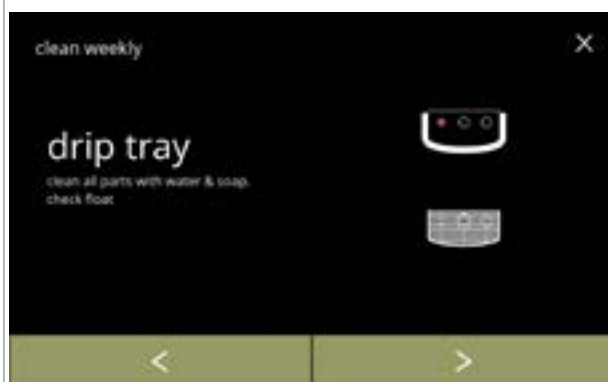 clean weekly
drip tray
clean all parts with water & soap.
check float